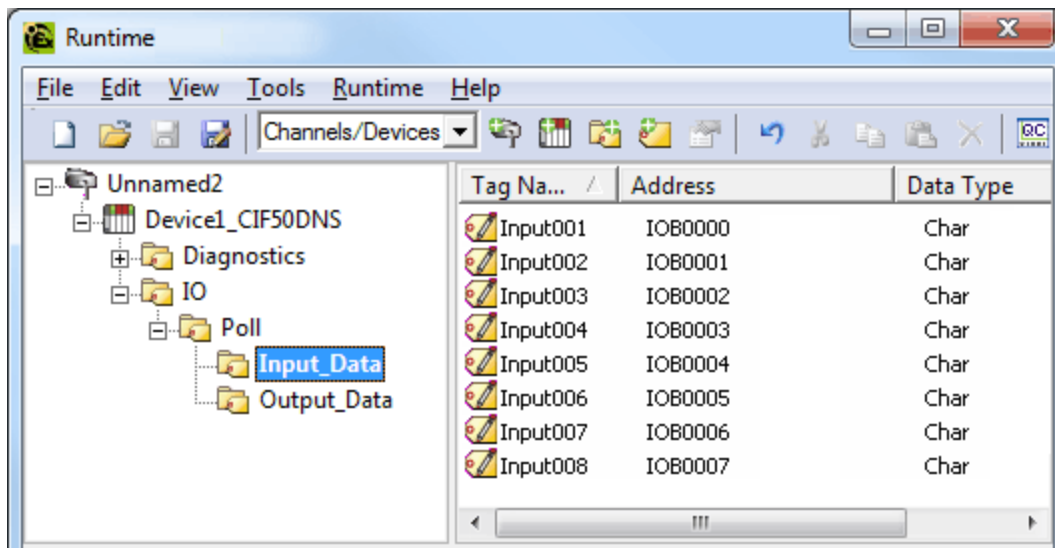 Runtime
File Edit View Tools Runtime Help
Channels/Devices QC
Unnamed2
Device1_CIF50DNS
Diagnostics
IO
Poll
Input_Data
Output_Data
Tag Na... Address Data Type
Input001 IOB0000 Char
Input002 IOB0001 Char
Input003 IOB0002 Char
Input004 IOB0003 Char
Input005 IOB0004 Char
Input006 IOB0005 Char
Input007 IOB0006 Char
Input008 IOB0007 Char